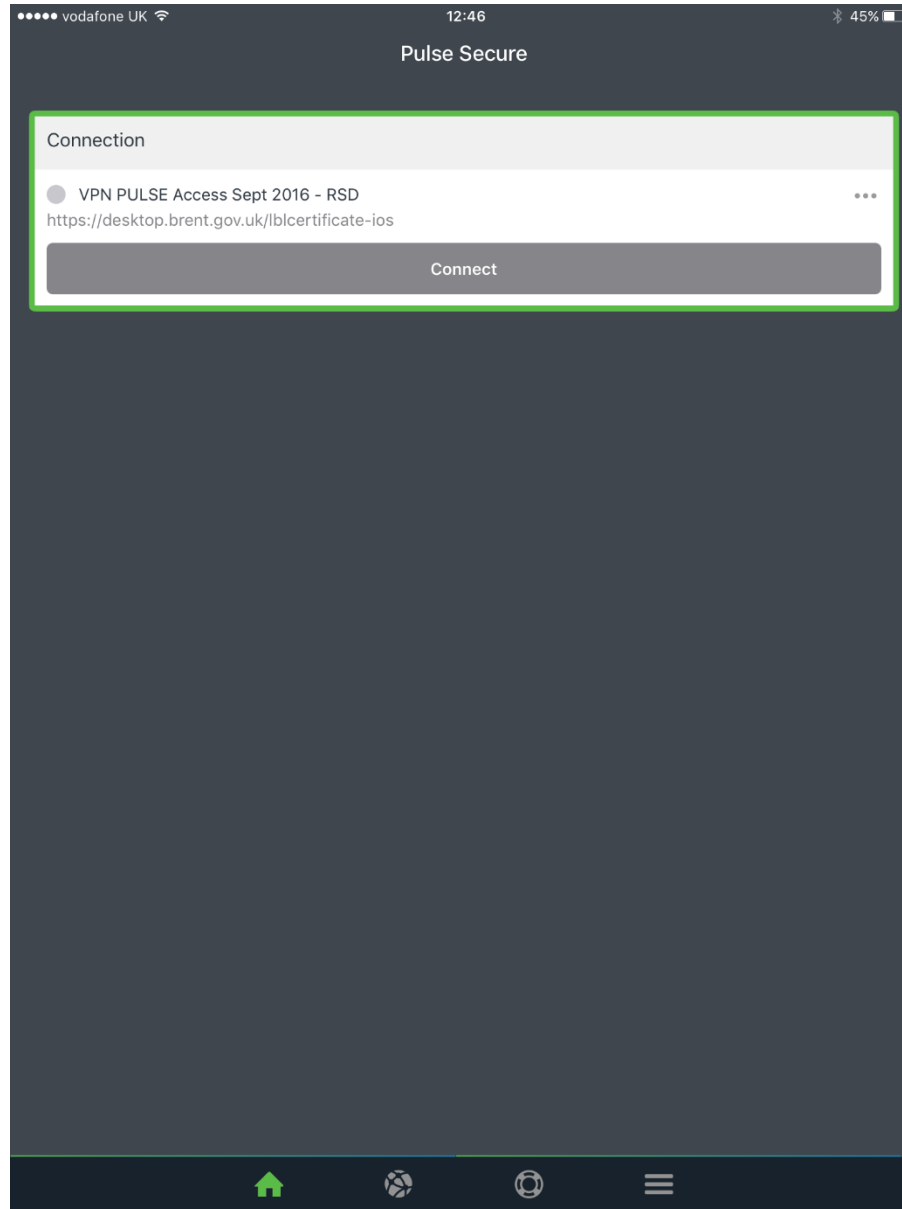 vodafone UK 12:46 45%
Pulse Secure
Connection
VPN PULSE Access Sept 2016 - RSD
https://desktop.brent.gov.uk/lblcertificate-ios
Connect